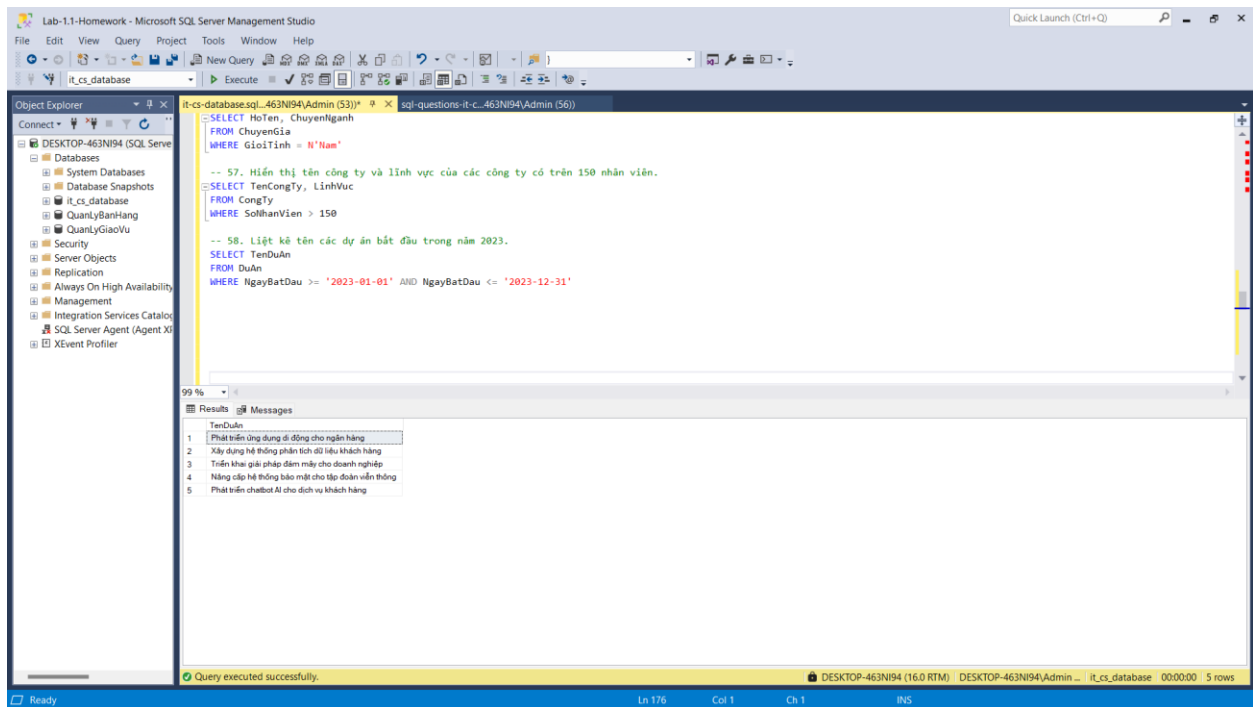 Lab-1.1-Homework - Microsoft SQL Server Management Studio
Quick Launch (Ctrl+Q)
File Edit View Query Project Tools Window Help
New Query
it_cs_database
Execute
Object Explorer
it-cs-database.sql...463NI94\Admin (53))*
sql-questions-it-c...463NI94\Admin (56))
Connect
DESKTOP-463NI94 (SQL Serve
Databases
System Databases
Database Snapshots
it_cs_database
QuanLyBanHang
QuanLyGiaoVu
Security
Server Objects
Replication
Always On High Availability
Management
Integration Services Catalog
SQL Server Agent (Agent XP
XEvent Profiler
SELECT HoTen, ChuyenNganh
FROM ChuyenGia
WHERE GioiTinh = N'Nam'
-- 57. Hiển thị tên công ty và lĩnh vực của các công ty có trên 150 nhân viên.
SELECT TenCongTy, LinhVuc
FROM CongTy
WHERE SoNhanVien > 150
-- 58. Liệt kê tên các dự án bắt đầu trong năm 2023.
SELECT TenDuAn
FROM DuAn
WHERE NgayBatDau >= '2023-01-01' AND NgayBatDau <= '2023-12-31'
99 %
Results Messages
TenDuAn
1 Phát triển ứng dụng di động cho ngân hàng
2 Xây dựng hệ thống phân tích dữ liệu khách hàng
3 Triển khai giải pháp đám mây cho doanh nghiệp
4 Nâng cấp hệ thống bảo mật cho tập đoàn viễn thông
5 Phát triển chatbot AI cho dịch vụ khách hàng
Query executed successfully.
DESKTOP-463NI94 (16.0 RTM) DESKTOP-463NI94\Admin ... it_cs_database 00:00:00 5 rows
Ready Ln 176 Col 1 Ch 1 INS